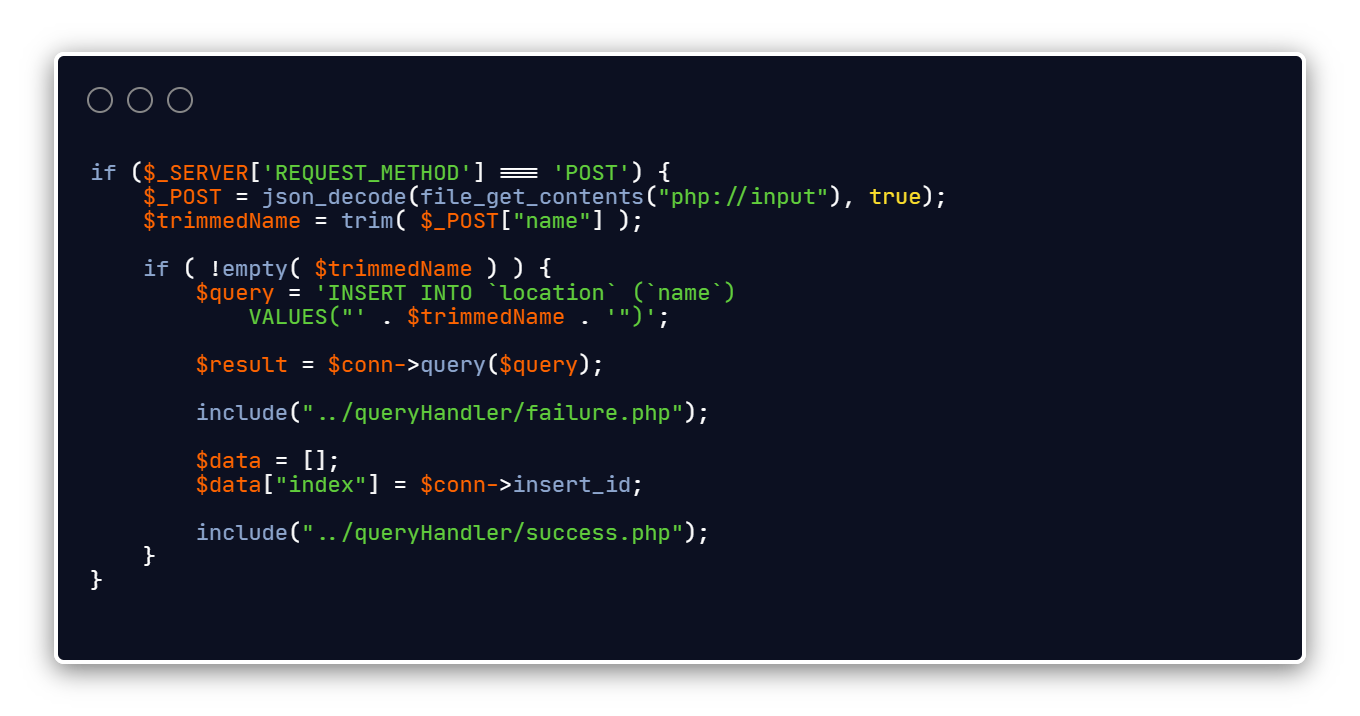 if ($_SERVER['REQUEST_METHOD'] === 'POST') {
    $_POST = json_decode(file_get_contents("php://input"), true);
    $trimmedName = trim( $_POST["name"] );
    if ( !empty( $trimmedName ) ) {
        $query = 'INSERT INTO `location` (`name`)
            VALUES("' . $trimmedName . '")';
        $result = $conn->query($query);
        include("../queryHandler/failure.php");
        $data = [];
        $data["index"] = $conn->insert_id;
        include("../queryHandler/success.php");
    }
}